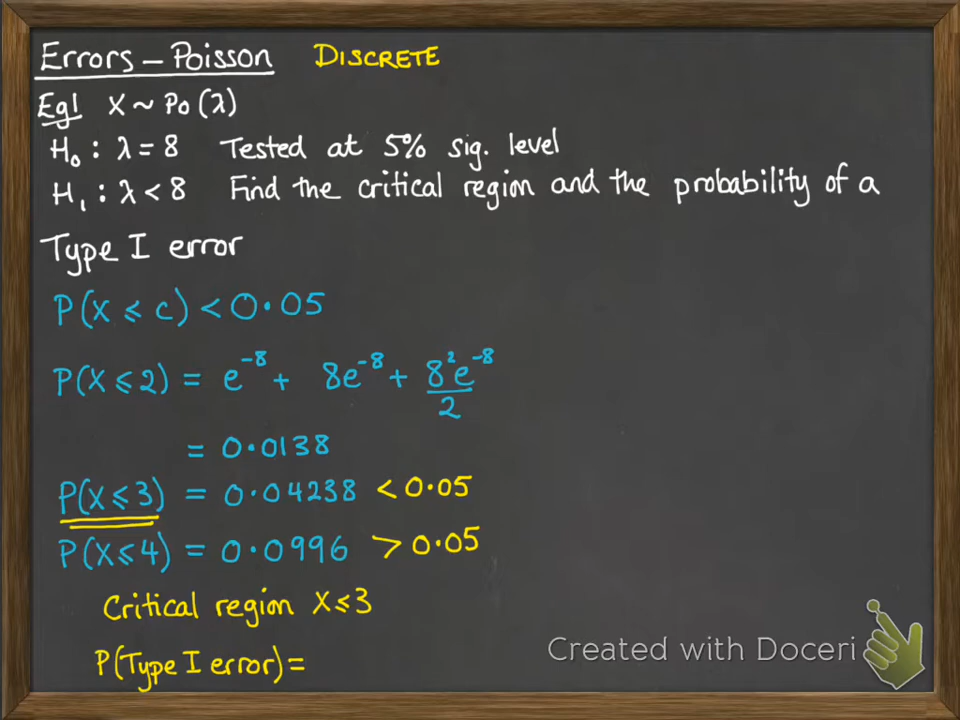 Errors – Poisson DISCRETE
Eg1 X ~ Po(λ)
H₀ : λ = 8 Tested at 5% sig. level
H₁ : λ < 8 Find the critical region and the probability of a
Type I error
P(X ⩽ c) < 0·05
P(X ⩽ 2) = e⁻⁸ + 8e⁻⁸ + 8²e⁻⁸/2
= 0·0138
P(X ⩽ 3) = 0·04238 < 0·05
P(X ⩽ 4) = 0·0996 > 0·05
Critical region X ⩽ 3
P(Type I error) =
Created with Doceri